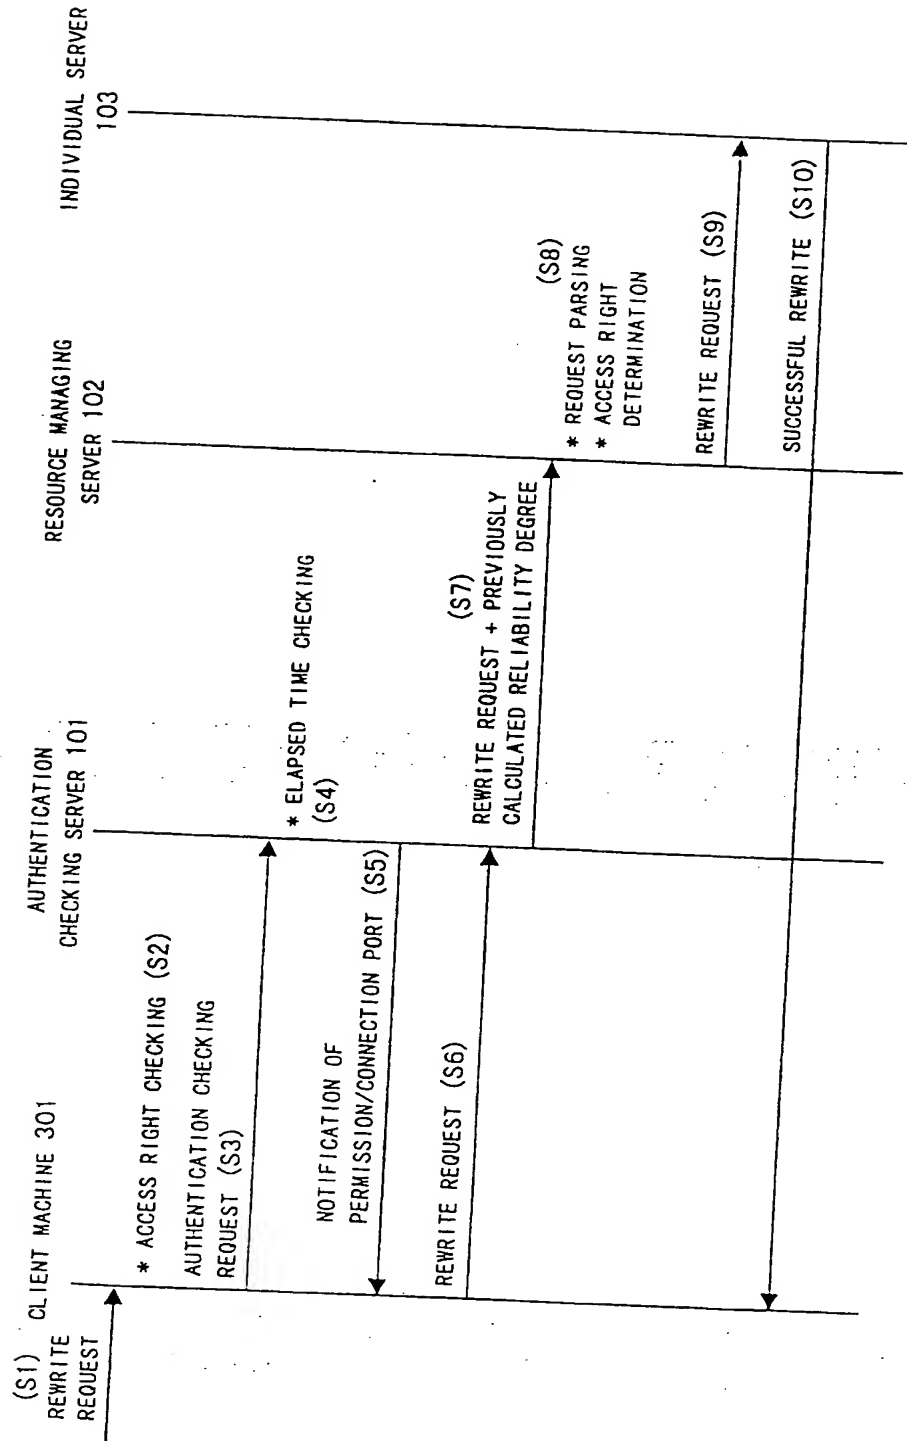 (S1)
REWRITE
REQUEST
CLIENT MACHINE 301
AUTHENTICATION
CHECKING SERVER 101
RESOURCE MANAGING
SERVER 102
INDIVIDUAL SERVER
103
* ACCESS RIGHT CHECKING (S2)
AUTHENTICATION CHECKING
REQUEST (S3)
* ELAPSED TIME CHECKING
(S4)
NOTIFICATION OF
PERMISSION/CONNECTION PORT (S5)
REWRITE REQUEST (S6)
(S7)
REWRITE REQUEST + PREVIOUSLY
CALCULATED RELIABILITY DEGREE
(S8)
* REQUEST PARSING
* ACCESS RIGHT
DETERMINATION
REWRITE REQUEST (S9)
SUCCESSFUL REWRITE (S10)